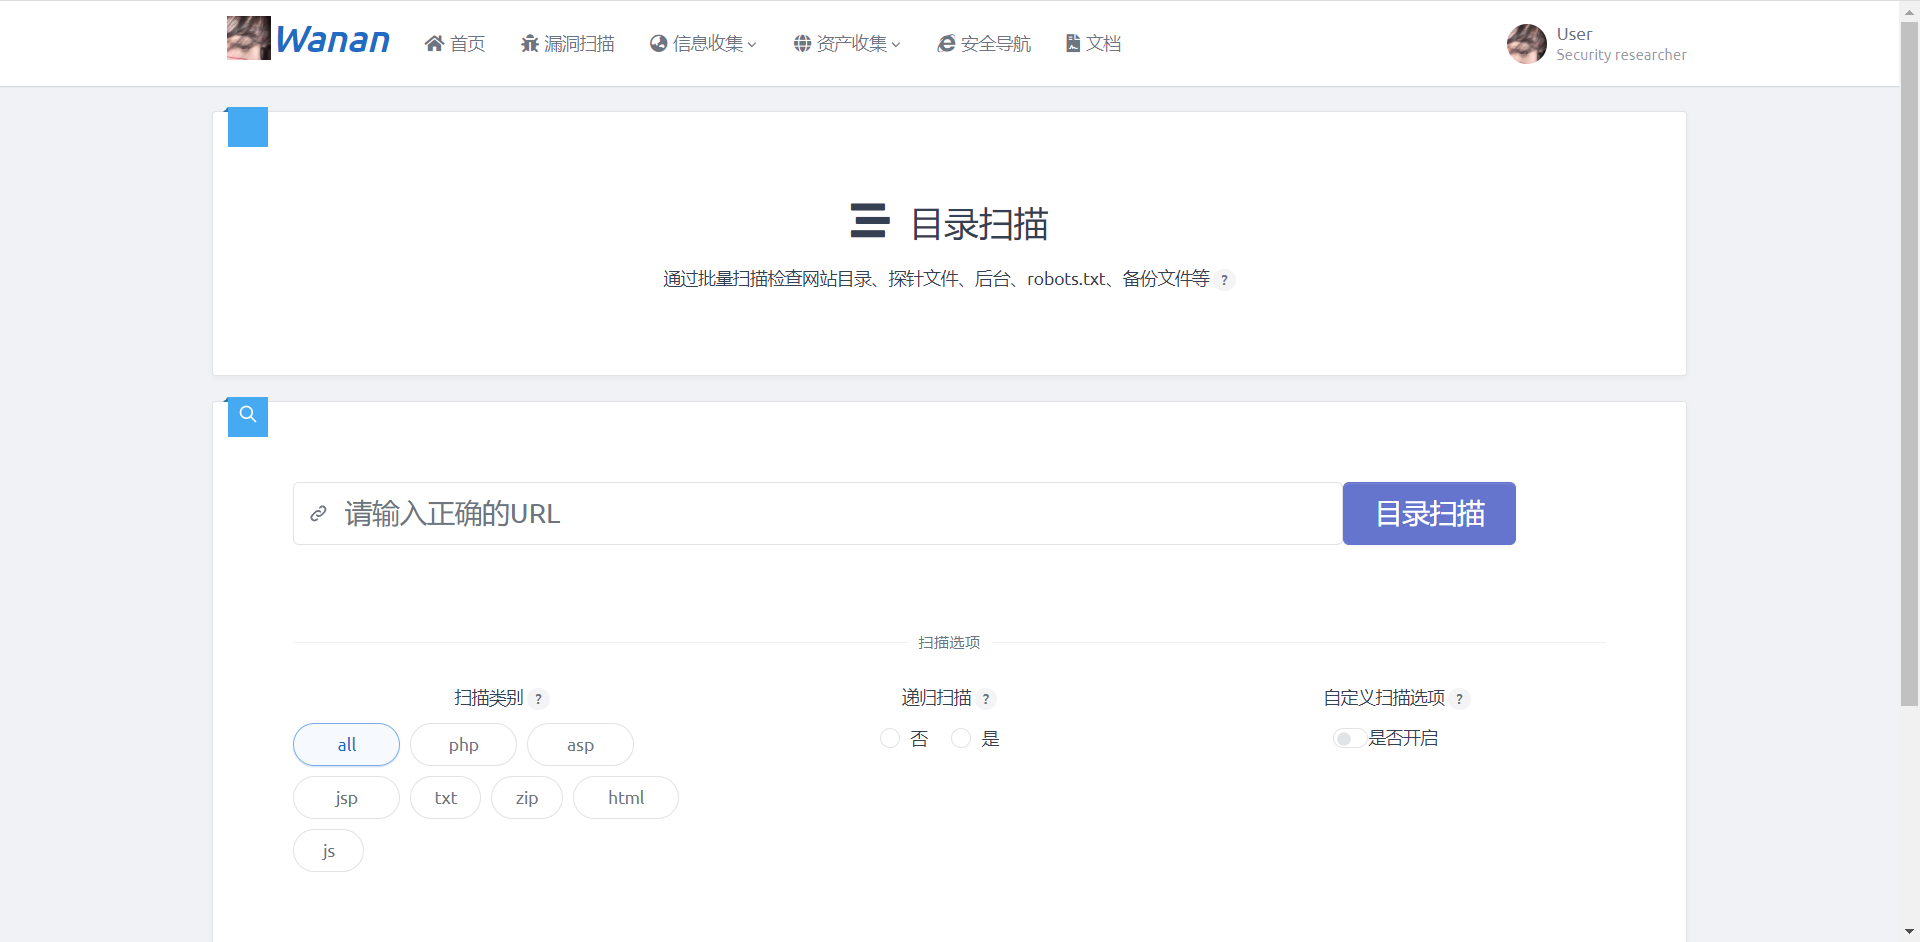 Wanan 首页 漏洞扫描 信息收集 资产收集 安全导航 文档 User
Security researcher
目录扫描
通过批量扫描检查网站目录、探针文件、后台、robots.txt、备份文件等 ?
请输入正确的URL 目录扫描
扫描选项
扫描类别 ? 递归扫描 ? 自定义扫描选项 ?
all php asp 否 是 是否开启
jsp txt zip html
js